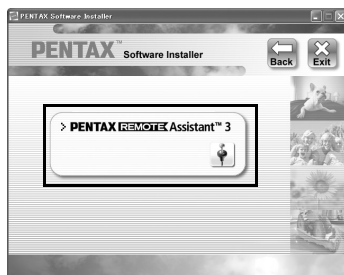 PENTAX Software Installer
PENTAX™ Software Installer
Back
Exit
> PENTAX REMOTE Assistant™ 3